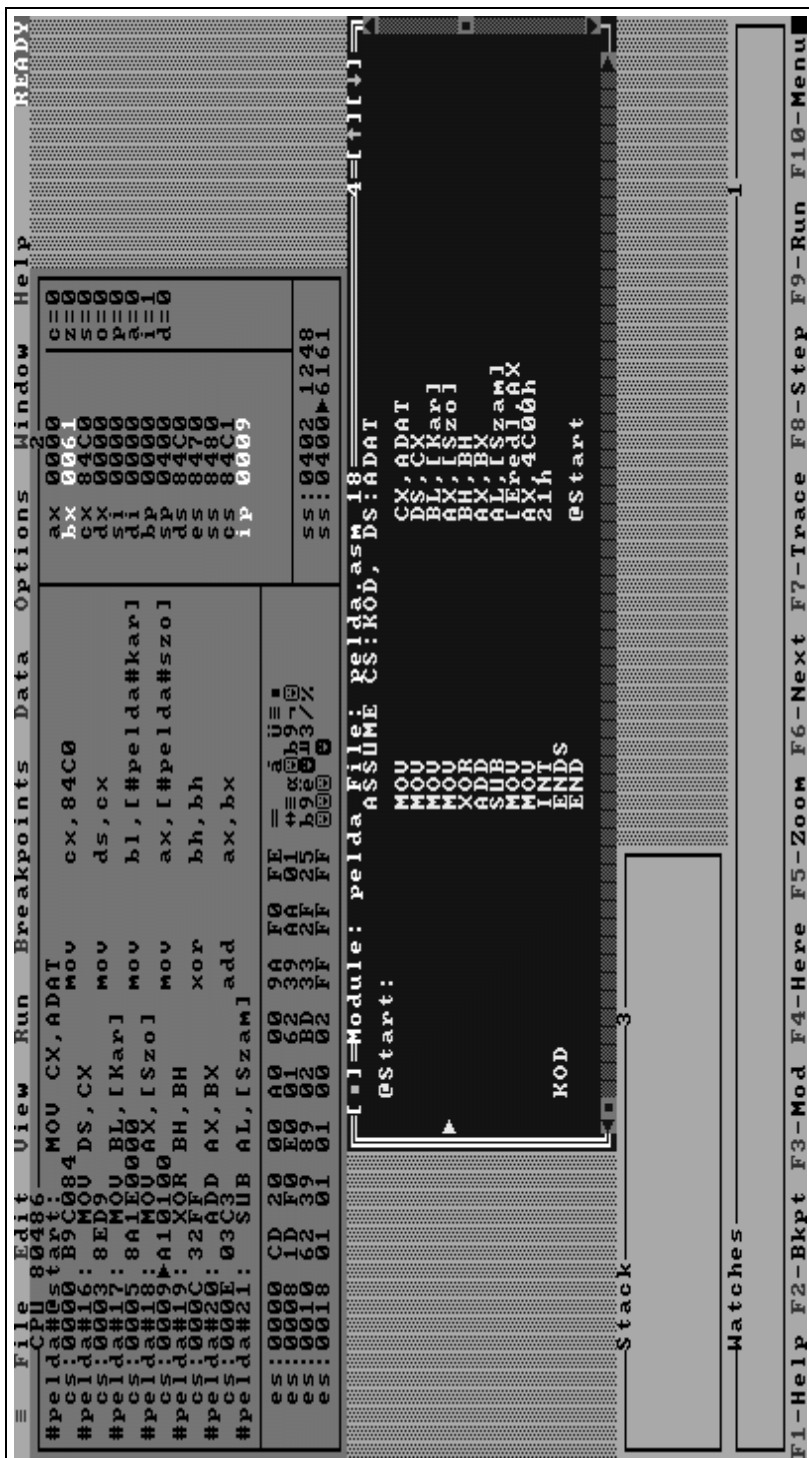 ≡ File Edit View Run Breakpoints Data Options Window Help READY
CPU 80486 2
#pelda#@start: MOV CX,ADAT
cs:0000 B9C084 mov cx,84C0
#pelda#16: MOV DS,CX
cs:0003 8ED9 mov ds,cx
#pelda#17: MOV BL,[Kar]
cs:0005 8A1E0000 mov bl,[#pelda#kar]
#pelda#18: MOV AX,[Szo]
cs:0009►A10100 mov ax,[#pelda#szo]
#pelda#19: XOR BH,BH
cs:000C 32FF xor bh,bh
#pelda#20: ADD AX,BX
cs:000E 03C3 add ax,bx
#pelda#21: SUB AL,[Szam]
ax 0000 c=0
bx 0061 z=0
cx 84C0 s=0
dx 0000 o=0
si 0000 p=0
di 0000 a=0
bp 0000 i=1
sp 0400 d=0
ds 84C0
es 8470
ss 8480
cs 84C1
ip 0009
es:0000 CD 20 00 A0 00 9A F0 FE
es:0008 1D F0 E0 01 62 93 AA 01
es:0010 62 39 89 02 BD 33 2F 25
es:0018 01 01 01 00 02 FF FF FF
ss:0402 1248
ss:0400►6161
[■]=Module: pelda File: pelda.asm 18 4=[↑][↓]
ASSUME CS:KOD, DS:ADAT
@Start:
MOV CX,ADAT
MOV DS,CX
► MOV BL,[Kar]
MOV AX,[Szo]
XOR BH,BH
ADD AX,BX
SUB AL,[Szam]
MOV [Ered],AX
MOV AX,4C00h
INT 21h
KOD ENDS
END @Start
Stack 3
Watches 1
F1-Help F2-Bkpt F3-Mod F4-Here F5-Zoom F6-Next F7-Trace F8-Step F9-Run F10-Menu